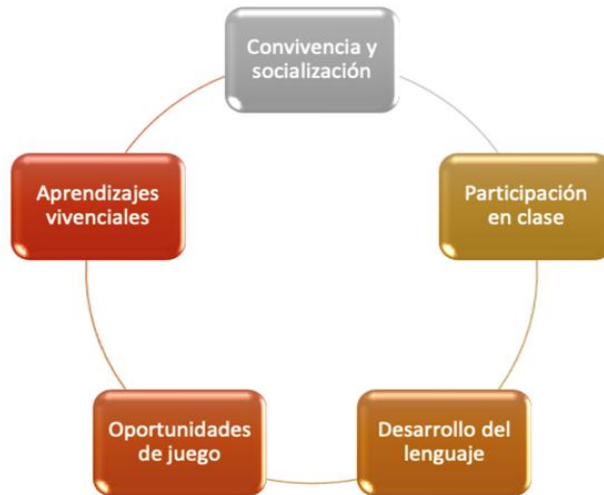 Convivencia y
socialización
Participación
en clase
Desarrollo del
lenguaje
Oportunidades
de juego
Aprendizajes
vivenciales